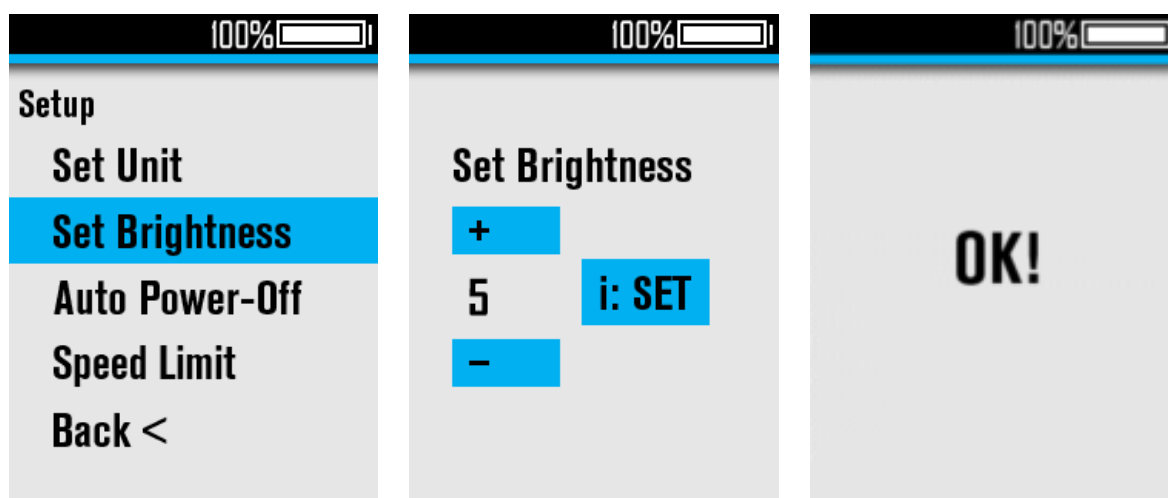 100%
Setup
Set Unit
Set Brightness
Auto Power-Off
Speed Limit
Back <
100%
Set Brightness
+
5
i: SET
–
100%
OK!